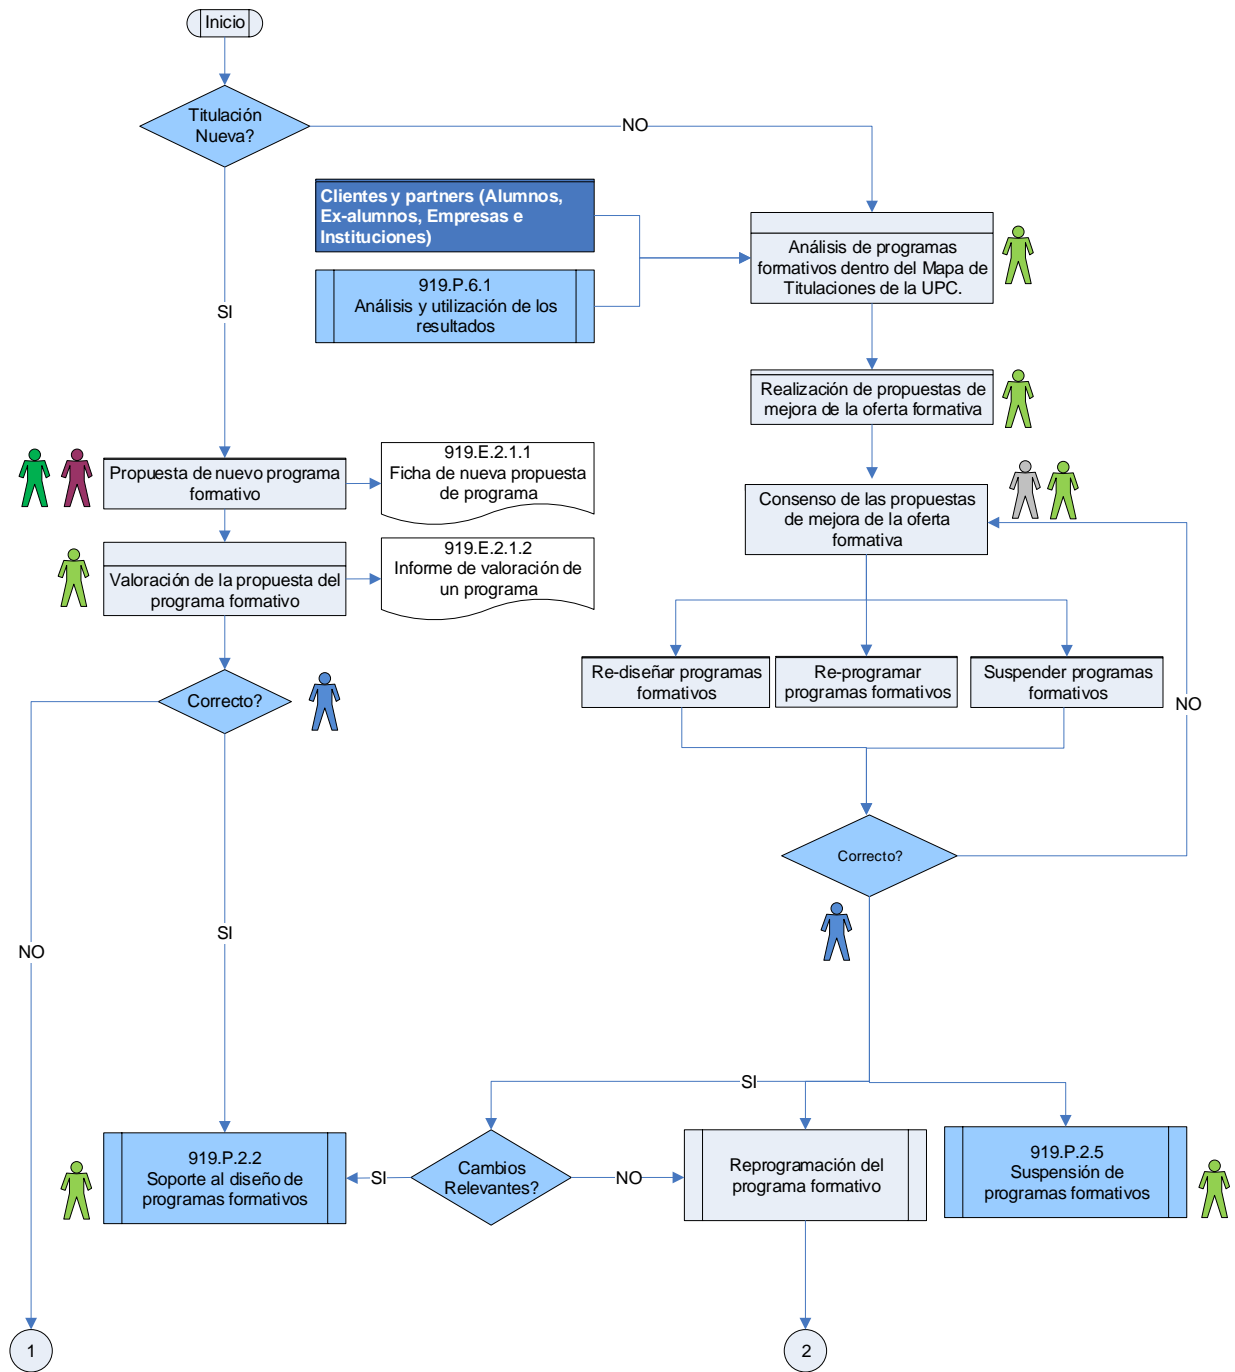 Inicio
Titulación
Nueva?
NO
Clientes y partners (Alumnos,
Ex-alumnos, Empresas e
Instituciones)
Análisis de programas
formativos dentro del Mapa de
Titulaciones de la UPC.
919.P.6.1
Análisis y utilización de los
resultados
SI
Realización de propuestas de
mejora de la oferta formativa
919.E.2.1.1
Ficha de nueva propuesta
de programa
Propuesta de nuevo programa
formativo
Consenso de las propuestas
de mejora de la oferta
formativa
919.E.2.1.2
Informe de valoración de
un programa
Valoración de la propuesta del
programa formativo
Re-diseñar programas
formativos
Re-programar
programas formativos
Suspender programas
formativos
Correcto?
NO
Correcto?
SI
NO
SI
919.P.2.2
Soporte al diseño de
programas formativos
SI
Cambios
Relevantes?
NO
Reprogramación del
programa formativo
919.P.2.5
Suspensión de
programas formativos
1
2